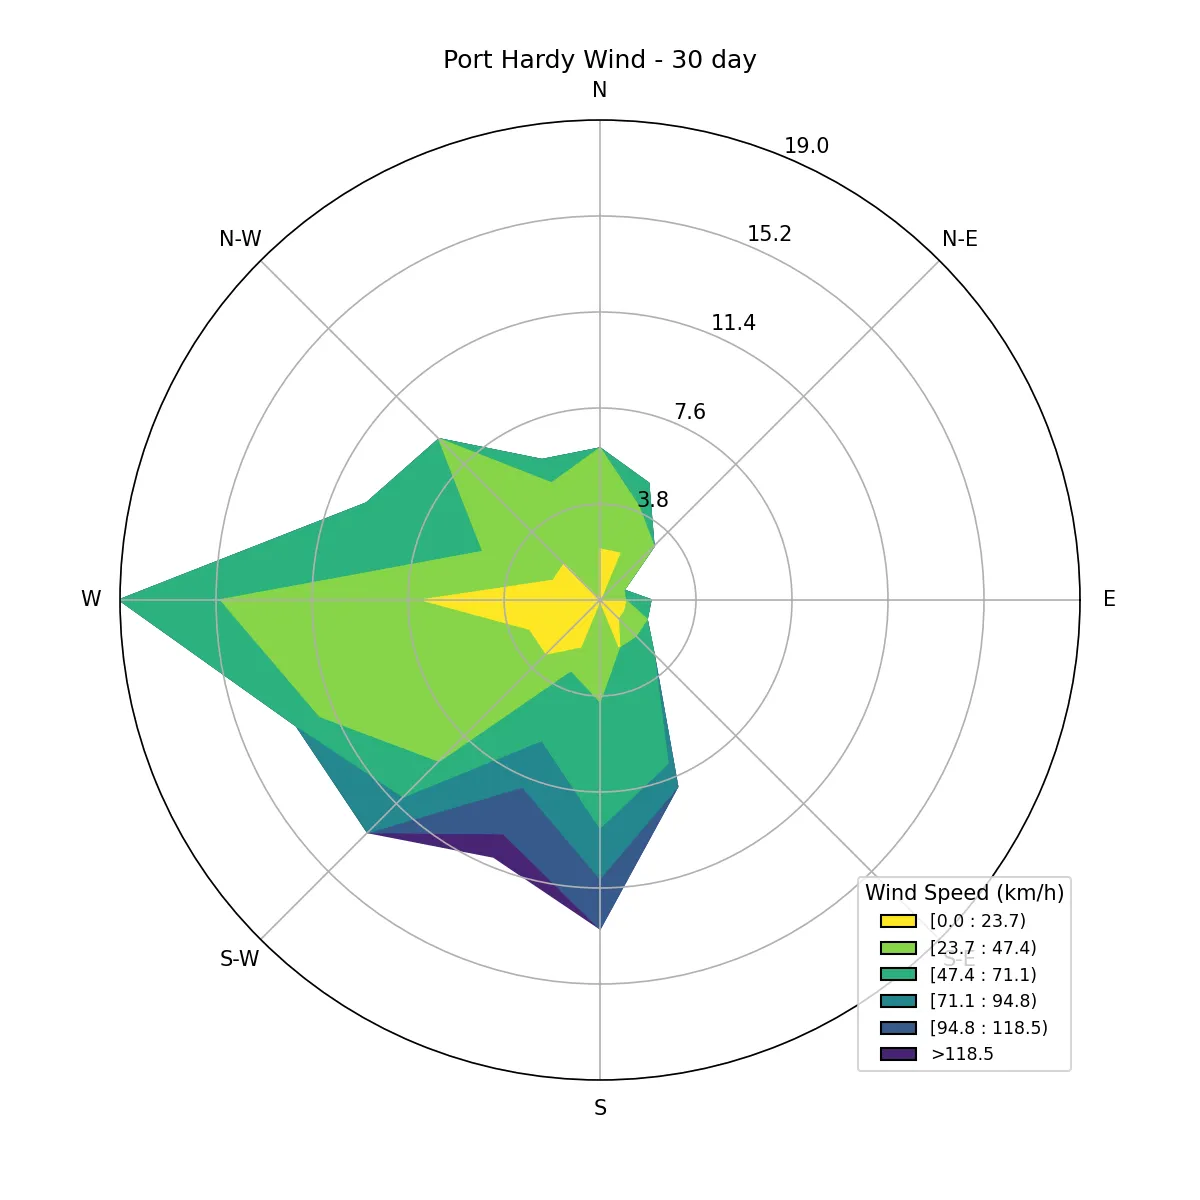 Port Hardy Wind - 30 day
N
19.0
15.2
N-W
N-E
11.4
7.6
3.8
W
E
Wind Speed (km/h)
[0.0 : 23.7)
[23.7 : 47.4)
S-W
S-E
[47.4 : 71.1)
[71.1 : 94.8)
[94.8 : 118.5)
>118.5
S